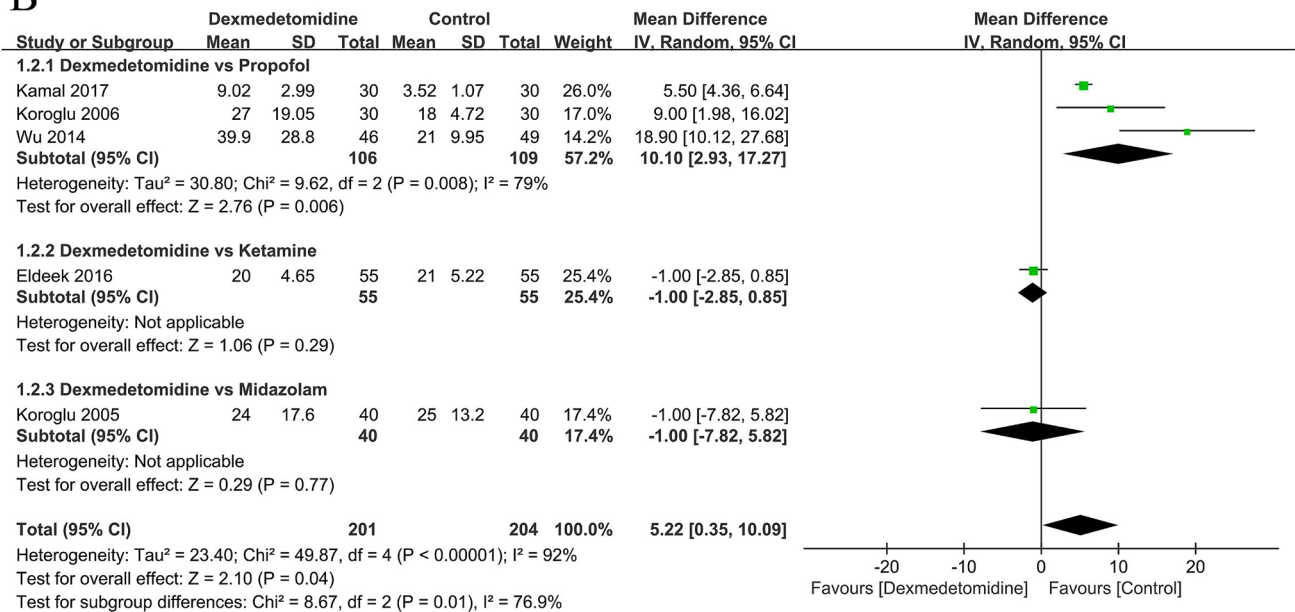 B
Dexmedetomidine Control Mean Difference Mean Difference
Study or Subgroup Mean SD Total Mean SD Total Weight IV, Random, 95% CI IV, Random, 95% CI
1.2.1 Dexmedetomidine vs Propofol
Kamal 2017 9.02 2.99 30 3.52 1.07 30 26.0% 5.50 [4.36, 6.64]
Koroglu 2006 27 19.05 30 18 4.72 30 17.0% 9.00 [1.98, 16.02]
Wu 2014 39.9 28.8 46 21 9.95 49 14.2% 18.90 [10.12, 27.68]
Subtotal (95% CI) 106 109 57.2% 10.10 [2.93, 17.27]
Heterogeneity: Tau² = 30.80; Chi² = 9.62, df = 2 (P = 0.008); I² = 79%
Test for overall effect: Z = 2.76 (P = 0.006)
1.2.2 Dexmedetomidine vs Ketamine
Eldeek 2016 20 4.65 55 21 5.22 55 25.4% -1.00 [-2.85, 0.85]
Subtotal (95% CI) 55 55 25.4% -1.00 [-2.85, 0.85]
Heterogeneity: Not applicable
Test for overall effect: Z = 1.06 (P = 0.29)
1.2.3 Dexmedetomidine vs Midazolam
Koroglu 2005 24 17.6 40 25 13.2 40 17.4% -1.00 [-7.82, 5.82]
Subtotal (95% CI) 40 40 17.4% -1.00 [-7.82, 5.82]
Heterogeneity: Not applicable
Test for overall effect: Z = 0.29 (P = 0.77)
Total (95% CI) 201 204 100.0% 5.22 [0.35, 10.09]
Heterogeneity: Tau² = 23.40; Chi² = 49.87, df = 4 (P < 0.00001); I² = 92%
Test for overall effect: Z = 2.10 (P = 0.04)
Test for subgroup differences: Chi² = 8.67, df = 2 (P = 0.01), I² = 76.9%
-20 -10 0 10 20
Favours [Dexmedetomidine] Favours [Control]